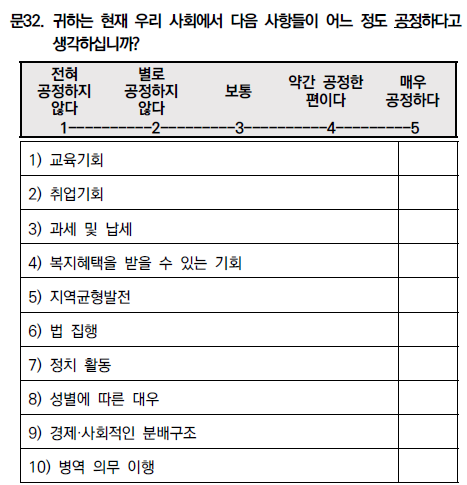 문32. 귀하는 현재 우리 사회에서 다음 사항들이 어느 정도 공정하다고
생각하십니까?
전혀 공정하지 않다
별로 공정하지 않다
보통
약간 공정한 편이다
매우 공정하다
1----------2----------3----------4----------5
1) 교육기회
2) 취업기회
3) 과세 및 납세
4) 복지혜택을 받을 수 있는 기회
5) 지역균형발전
6) 법 집행
7) 정치 활동
8) 성별에 따른 대우
9) 경제·사회적인 분배구조
10) 병역 의무 이행